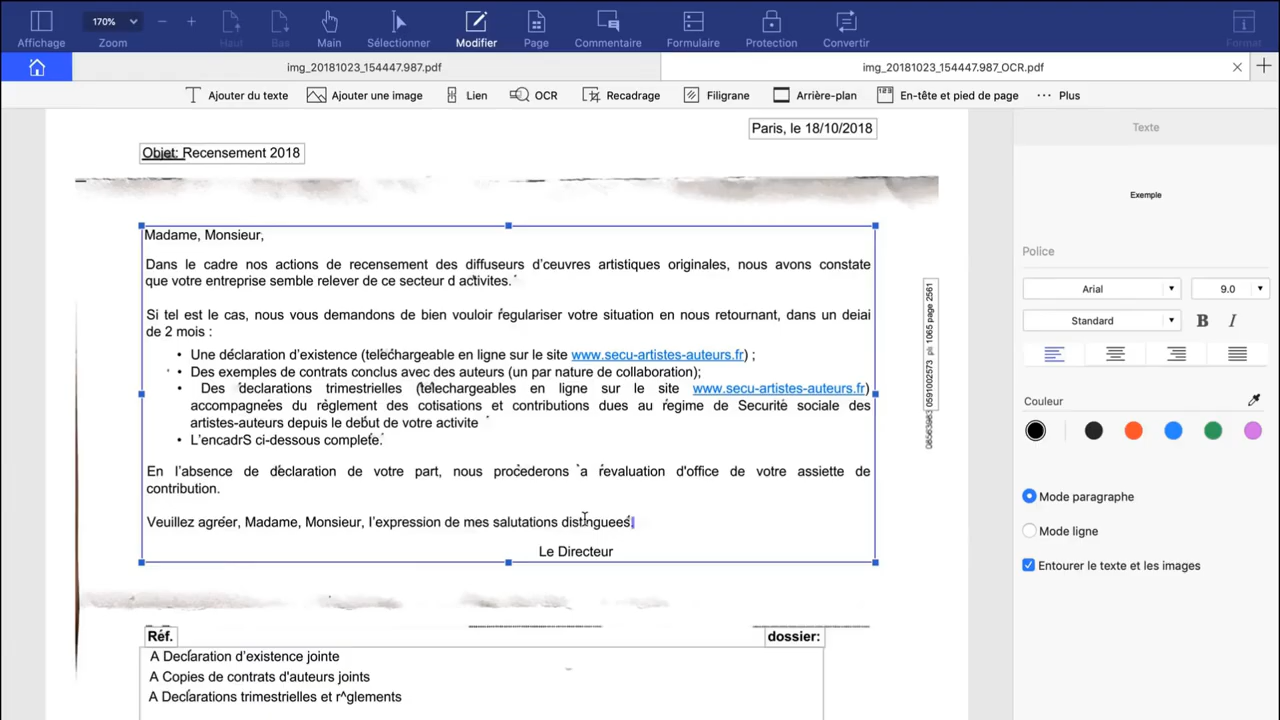 170%
Affichage
Zoom
Haut
Bas
Main
Sélectionner
Modifier
Page
Commentaire
Formulaire
Protection
Convertir
Format
img_20181023_154447.987.pdf
img_20181023_154447.987_OCR.pdf
Ajouter du texte
Ajouter une image
Lien
OCR
Recadrage
Filigrane
Arrière-plan
En-tête et pied de page
Plus
Paris, le 18/10/2018
Objet: Recensement 2018
Madame, Monsieur,
Dans le cadre nos actions de recensement des diffuseurs d'ceuvres artistiques originales, nous avons constate
que votre entreprise semble relever de ce secteur d activites.
Si tel est le cas, nous vous demandons de bien vouloir regulariser votre situation en nous retournant, dans un deiai
de 2 mois :
• Une déclaration d'existence (telechargeable en ligne sur le site www.secu-artistes-auteurs.fr) ;
• Des exemples de contrats conclus avec des auteurs (un par nature de collaboration);
• Des declarations trimestrielles (telechargeables en ligne sur le site www.secu-artistes-auteurs.fr)
accompagnees du règlement des cotisations et contributions dues au regime de Securité sociale des
artistes-auteurs depuis le debut de votre activite
• L'encadrS ci-dessous complete.
En l'absence de declaration de votre part, nous procederons a revaluation d'office de votre assiette de
contribution.
Veuillez agreer, Madame, Monsieur, l'expression de mes salutations distinguees.
Le Directeur
08563983 0591002573 pli 1065 page 2561
Réf.
dossier:
A Declaration d'existence jointe
A Copies de contrats d'auteurs joints
A Declarations trimestrielles et r^glements
Texte
Exemple
Police
Arial
9.0
Standard
B I
Couleur
Mode paragraphe
Mode ligne
Entourer le texte et les images